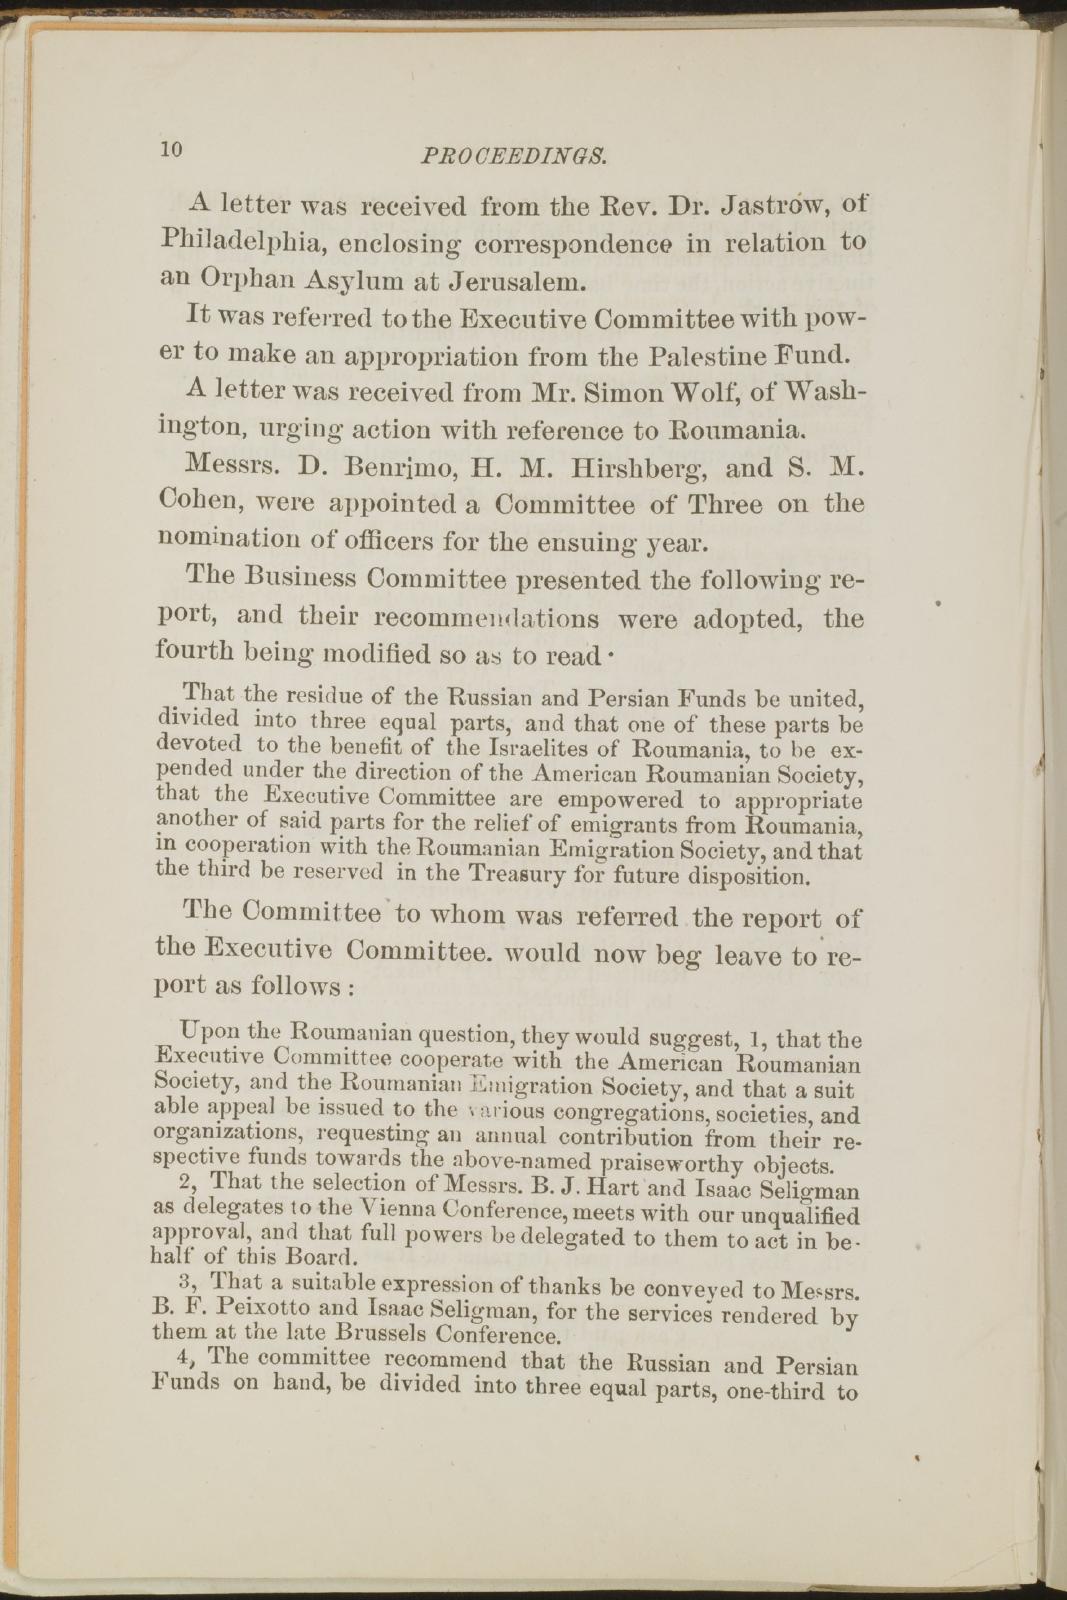 10
PROCEEDINGS.
A letter was received from the Rev. Dr. Jastrow, of
Philadelphia, enclosing correspondence in relation to
an Orphan Asylum at Jerusalem.
It was referred to the Executive Committee with pow-
er to make an appropriation from the Palestine Fund.
A letter was received from Mr. Simon Wolf, of Wash-
ington, urging action with reference to Roumania.
Messrs. D. Benrimo, H. M. Hirshberg, and S. M.
Cohen, were appointed a Committee of Three on the
nomination of officers for the ensuing year.
The Business Committee presented the following re-
port, and their recommendations were adopted, the
fourth being modified so as to read·
That the residue of the Russian and Persian Funds be united,
divided into three equal parts, and that one of these parts be
devoted to the benefit of the Israelites of Roumania, to be ex-
pended under the direction of the American Roumanian Society,
that the Executive Committee are empowered to appropriate
another of said parts for the relief of emigrants from Roumania,
in cooperation with the Roumanian Emigration Society, and that
the third be reserved in the Treasury for future disposition.
The Committee to whom was referred the report of
the Executive Committee. would now beg leave to re-
port as follows :
Upon the Roumanian question, they would suggest, 1, that the
Executive Committee cooperate with the American Roumanian
Society, and the Roumanian Emigration Society, and that a suit
able appeal be issued to the various congregations, societies, and
organizations, requesting an annual contribution from their re-
spective funds towards the above-named praiseworthy objects.
2, That the selection of Messrs. B. J. Hart and Isaac Seligman
as delegates to the Vienna Conference, meets with our unqualified
approval, and that full powers be delegated to them to act in be-
half of this Board.
3, That a suitable expression of thanks be conveyed to Messrs.
B. F. Peixotto and Isaac Seligman, for the services rendered by
them at the late Brussels Conference.
4, The committee recommend that the Russian and Persian
Funds on hand, be divided into three equal parts, one-third to